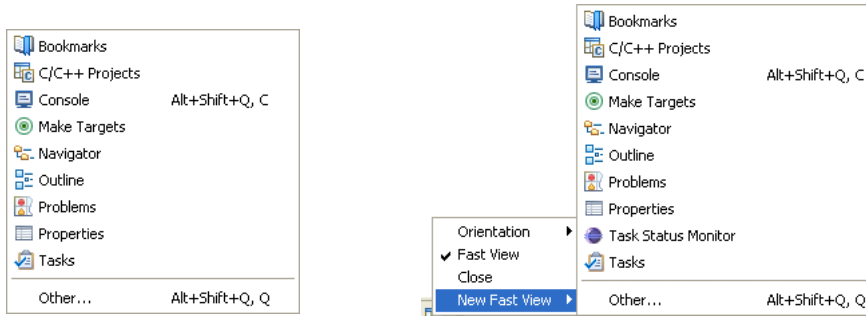 Bookmarks
C/C++ Projects
Console Alt+Shift+Q, C
Make Targets
Navigator
Outline
Problems
Properties
Tasks
Other... Alt+Shift+Q, Q
Orientation
Fast View
Close
New Fast View
Bookmarks
C/C++ Projects
Console Alt+Shift+Q, C
Make Targets
Navigator
Outline
Problems
Properties
Task Status Monitor
Tasks
Other... Alt+Shift+Q, Q